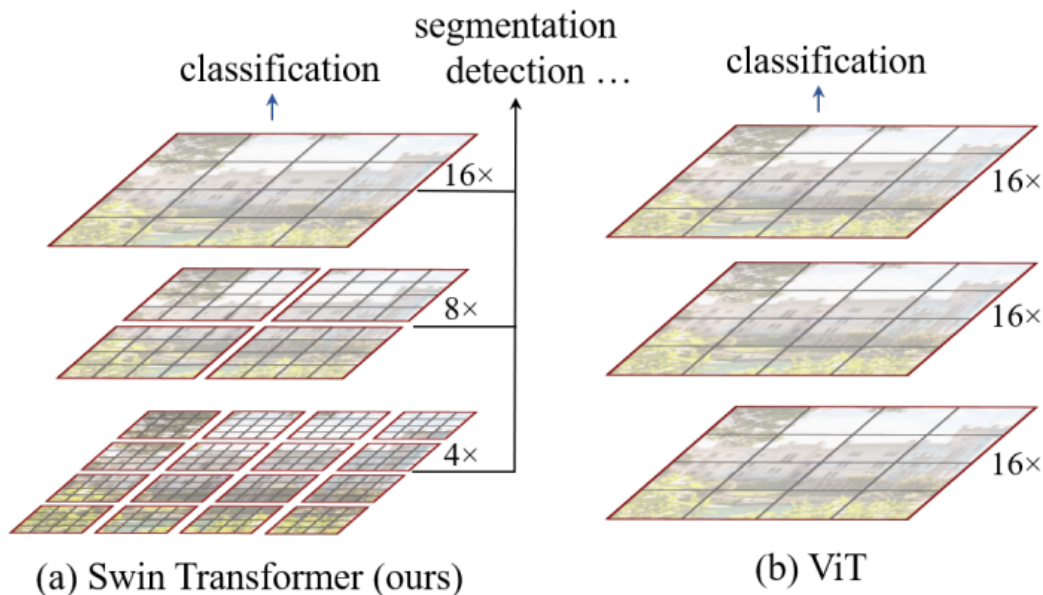 classification
segmentation
detection ...
16×
8×
4×
(a) Swin Transformer (ours)
classification
16×
16×
16×
(b) ViT